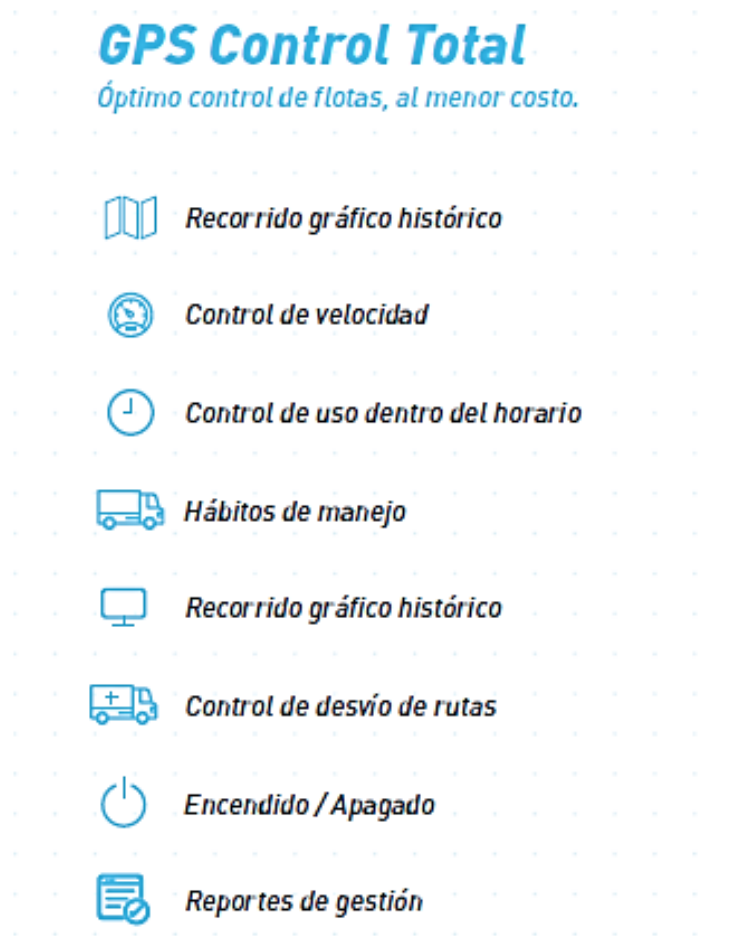 GPS Control Total
Óptimo control de flotas, al menor costo.
Recorrido gráfico histórico
Control de velocidad
Control de uso dentro del horario
Hábitos de manejo
Recorrido gráfico histórico
Control de desvío de rutas
Encendido / Apagado
Reportes de gestión